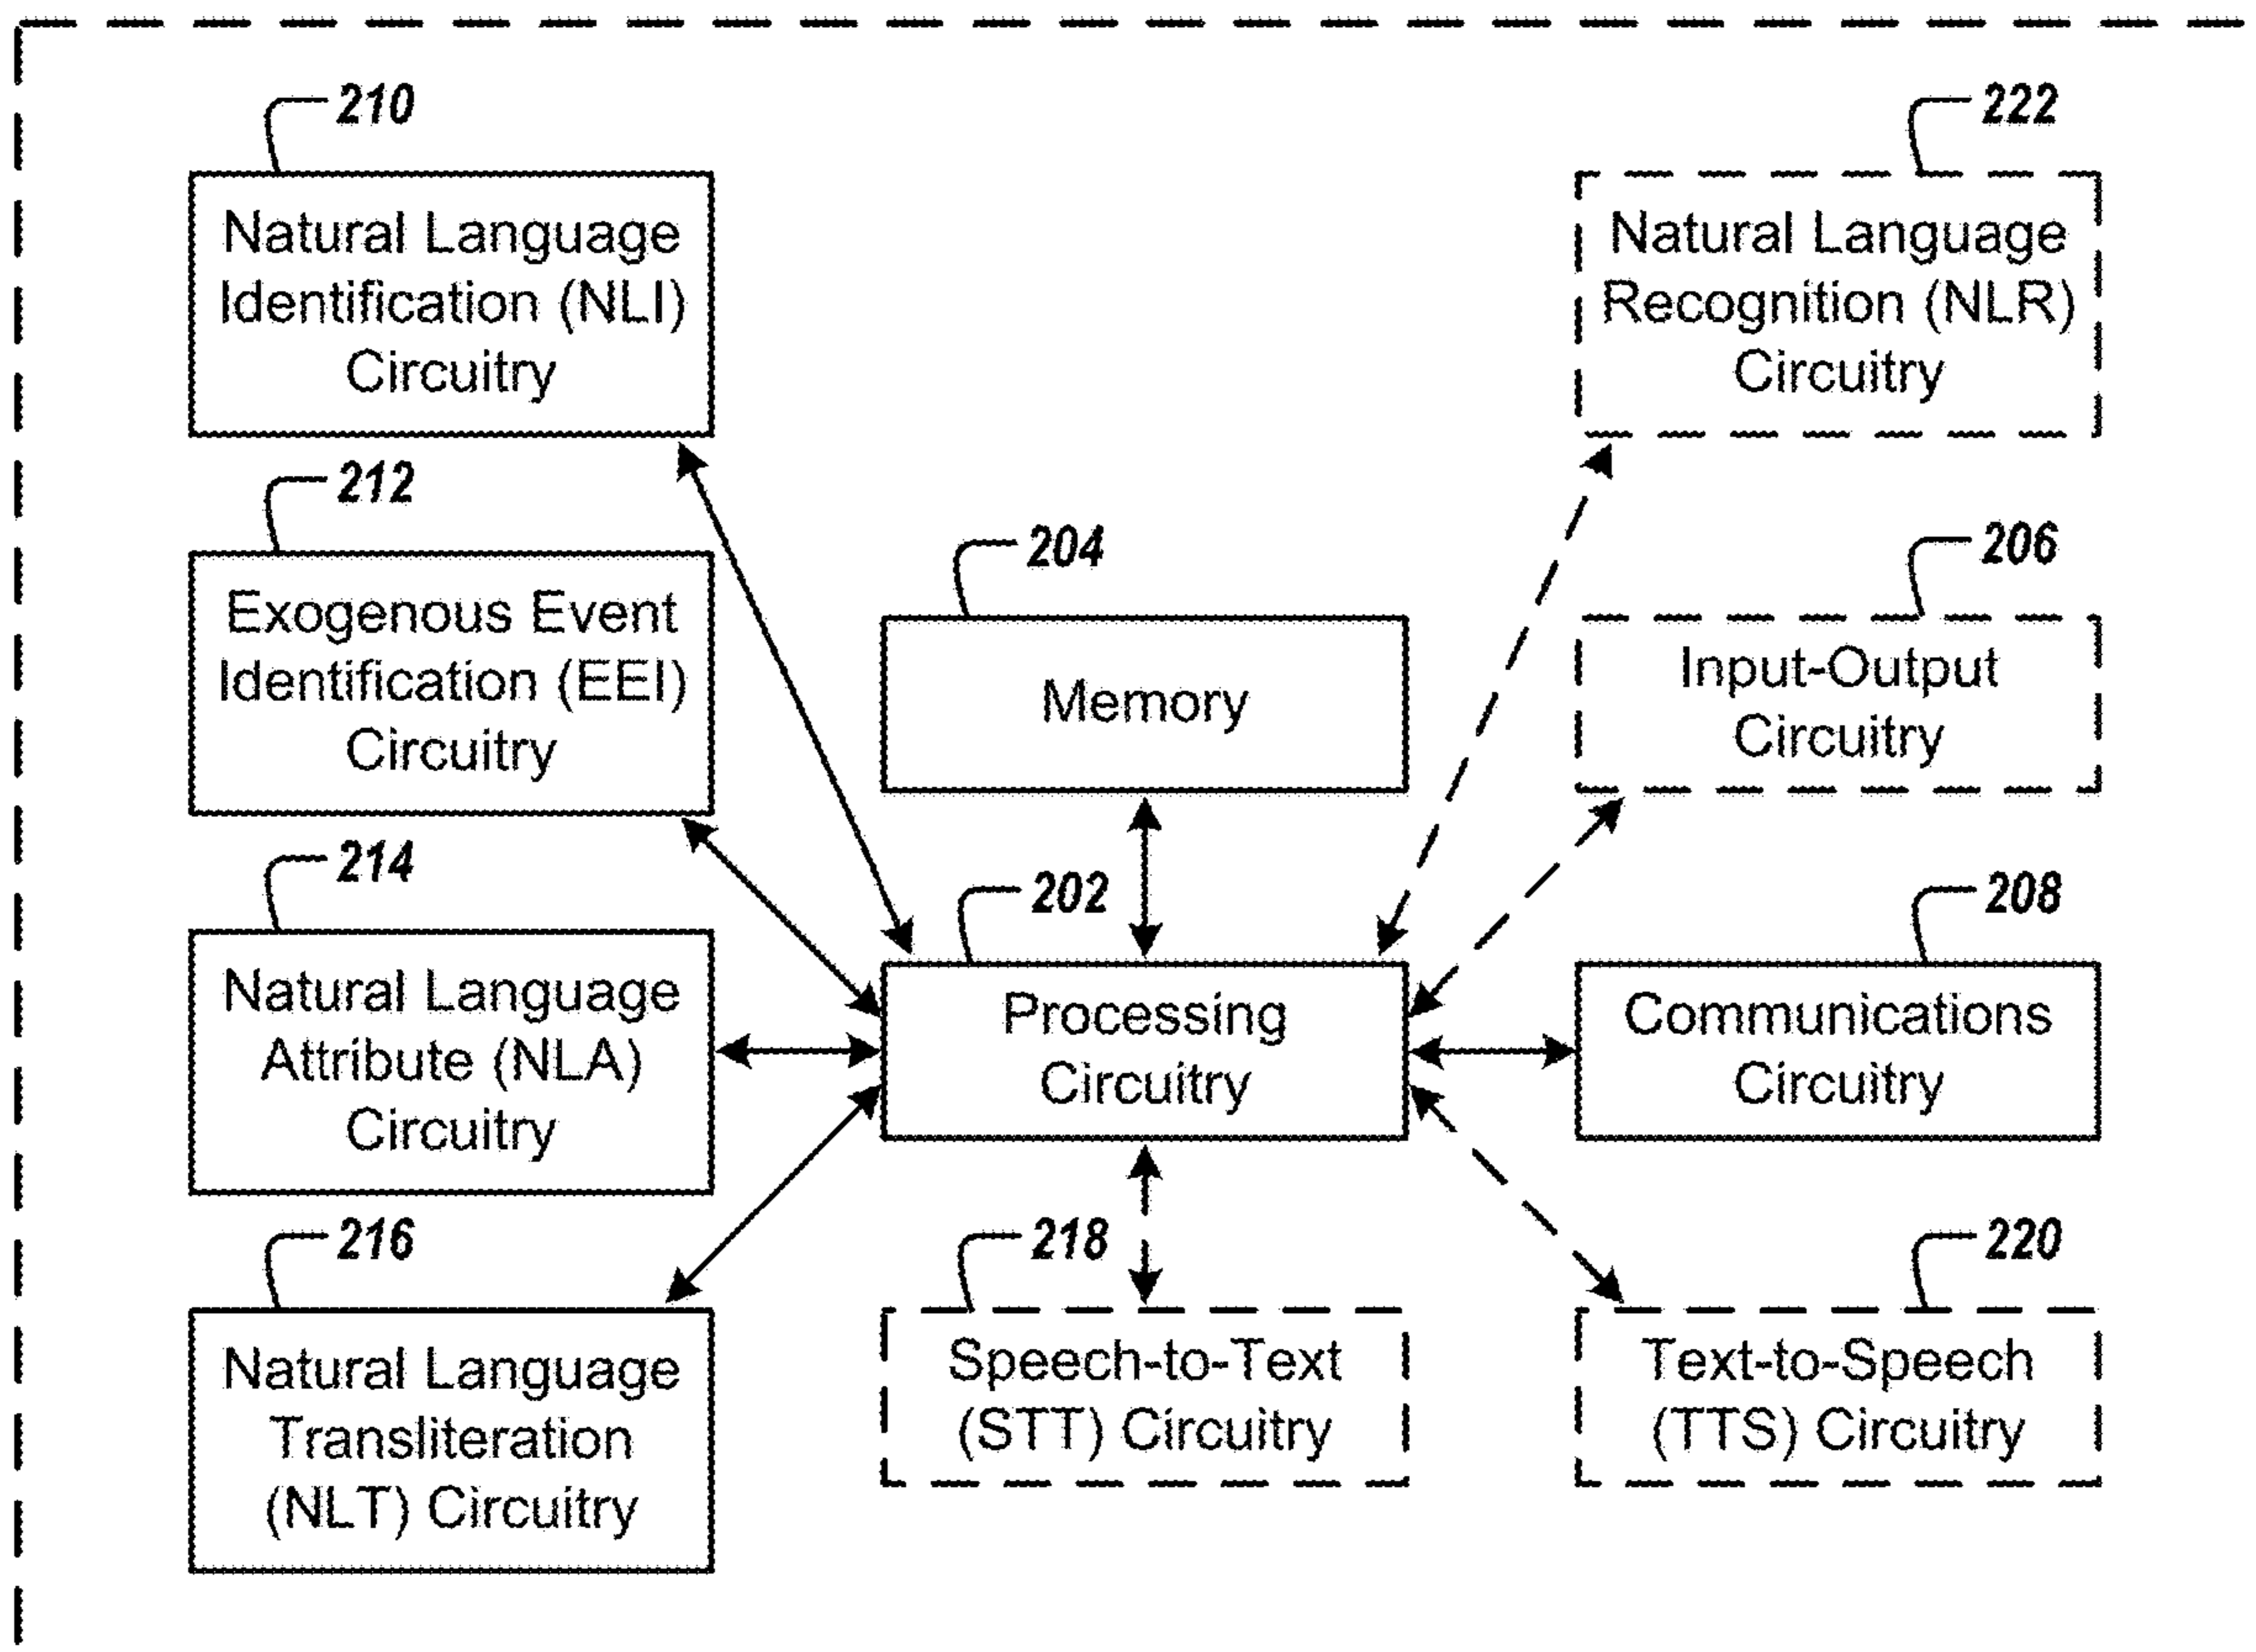 210
Natural Language
Identification (NLI)
Circuitry
222
Natural Language
Recognition (NLR)
Circuitry
212
Exogenous Event
Identification (EEI)
Circuitry
204
Memory
206
Input-Output
Circuitry
214
Natural Language
Attribute (NLA)
Circuitry
202
Processing
Circuitry
208
Communications
Circuitry
216
Natural Language
Transliteration
(NLT) Circuitry
218
Speech-to-Text
(STT) Circuitry
220
Text-to-Speech
(TTS) Circuitry